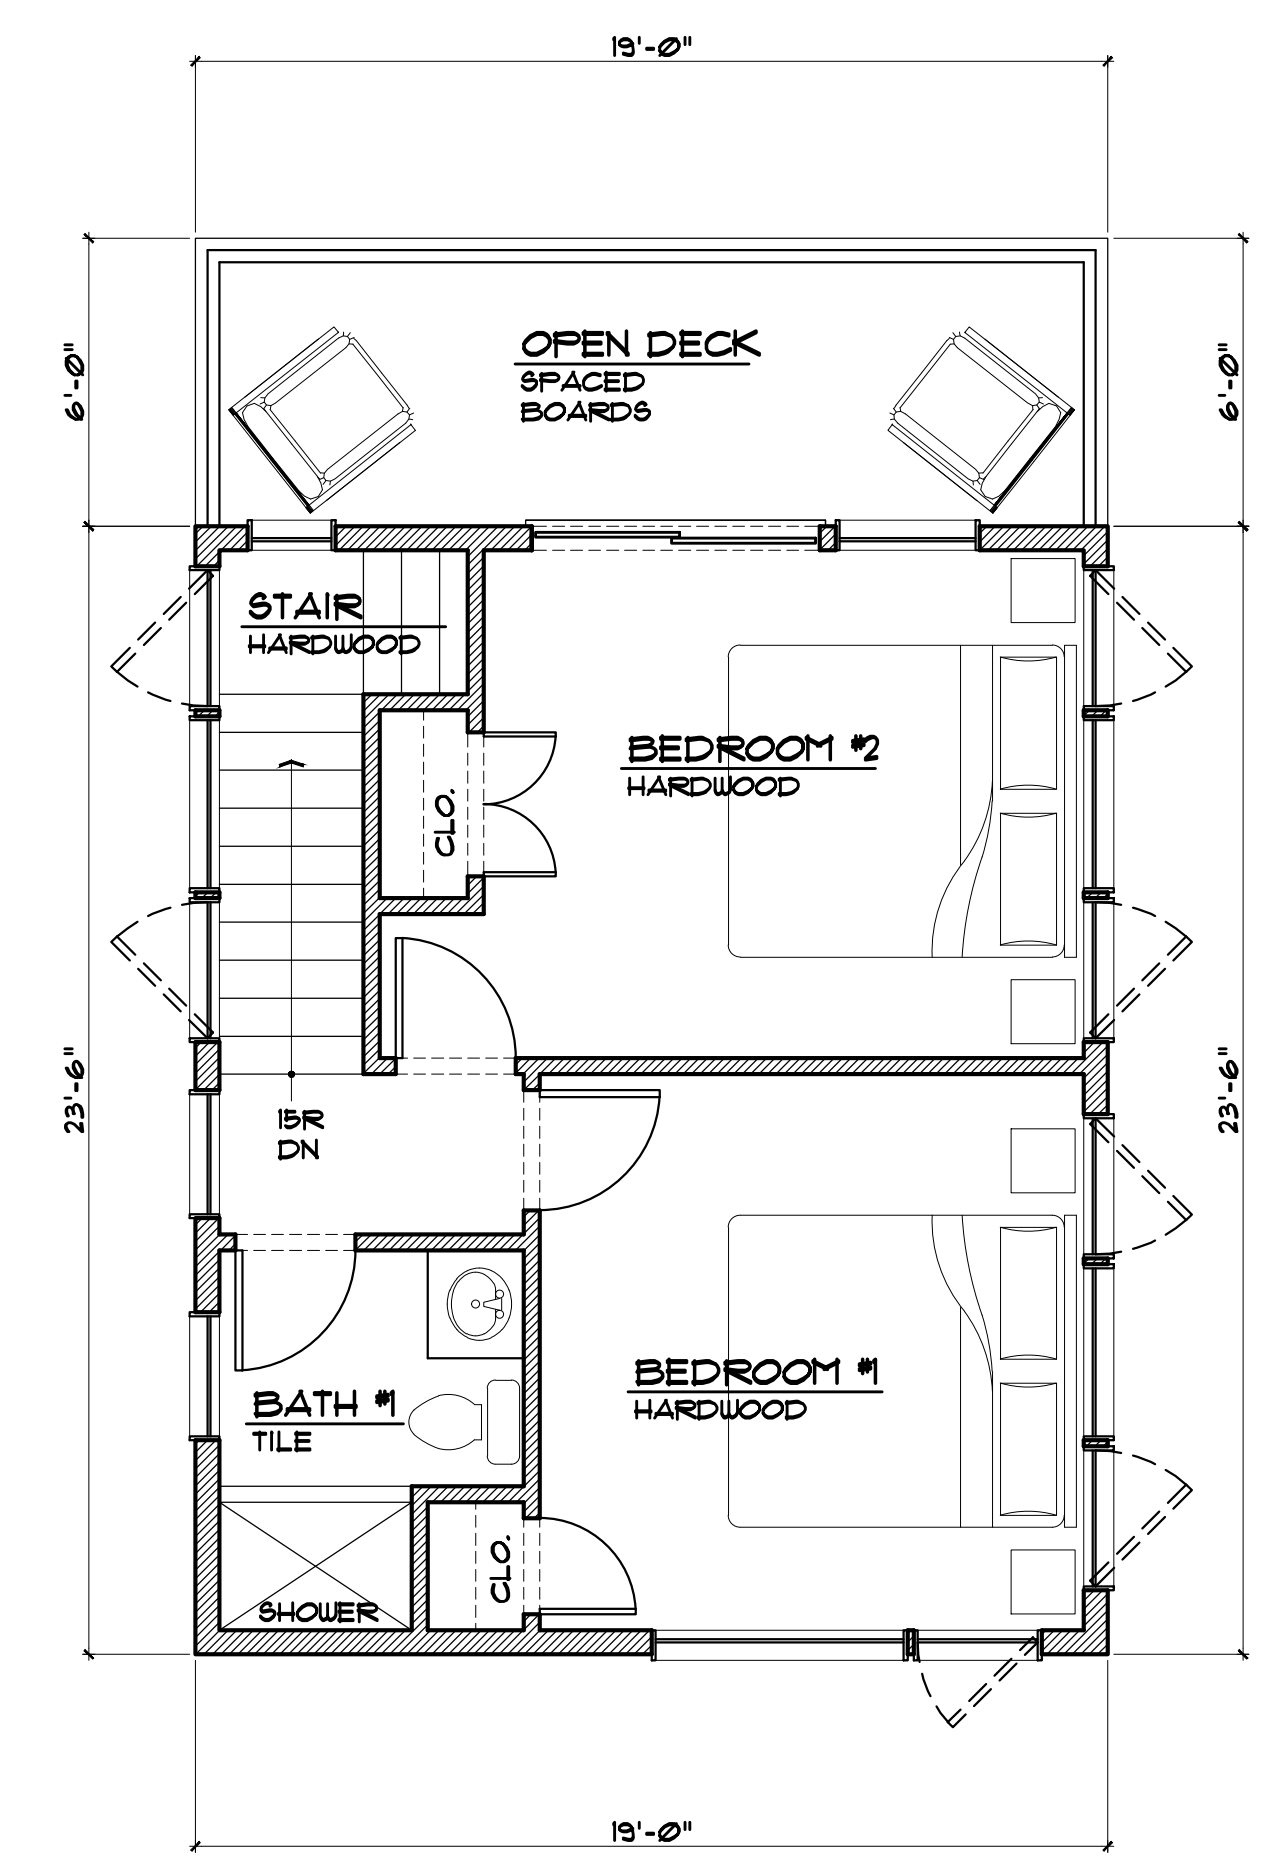 19'-0"
OPEN DECK
SPACED
BOARDS
6'-0"
6'-0"
STAIR
HARDWOOD
BEDROOM #2
HARDWOOD
CLO.
23'-6"
23'-6"
15R
DN
BEDROOM #1
HARDWOOD
BATH #1
TILE
CLO.
SHOWER
19'-0"